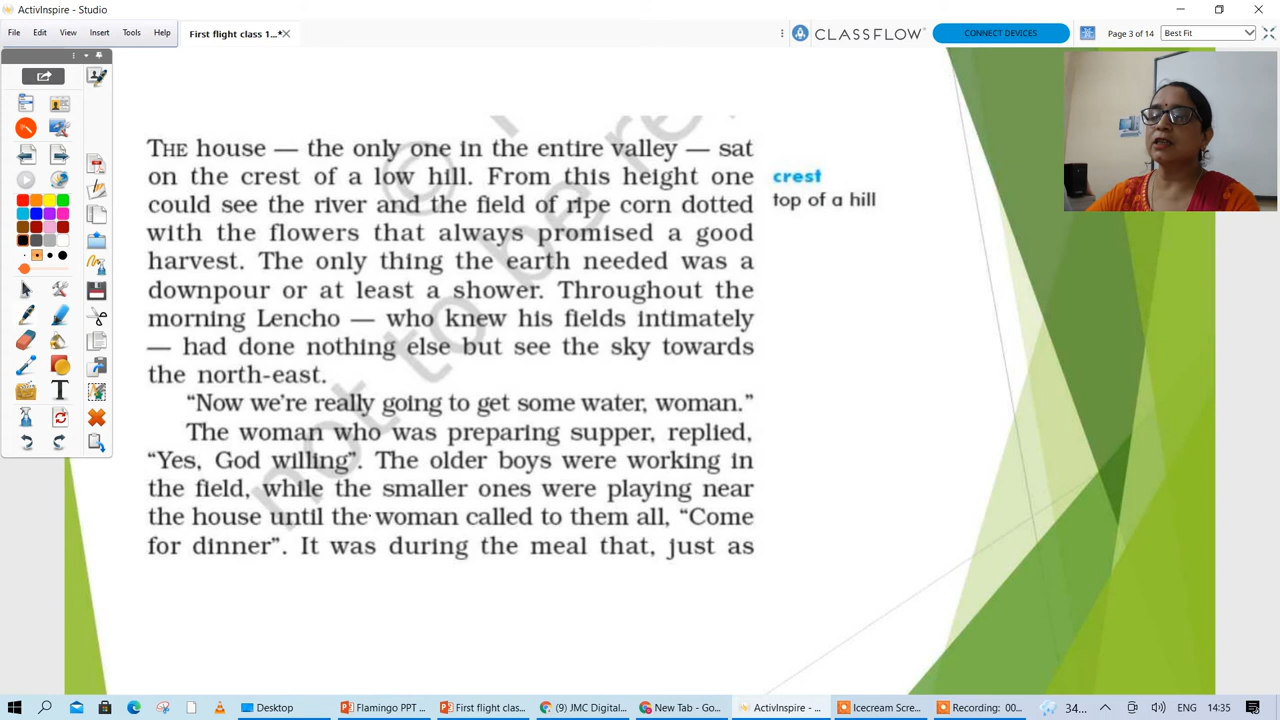 ActivInspire - Studio
File Edit View Insert Tools Help
First flight class 1...*
CLASSFLOW
CONNECT DEVICES
Page 3 of 14
Best Fit
THE house — the only one in the entire valley — sat
on the crest of a low hill. From this height one
could see the river and the field of ripe corn dotted
with the flowers that always promised a good
harvest. The only thing the earth needed was a
downpour or at least a shower. Throughout the
morning Lencho — who knew his fields intimately
— had done nothing else but see the sky towards
the north-east.
“Now we’re really going to get some water, woman.”
The woman who was preparing supper, replied,
“Yes, God willing”. The older boys were working in
the field, while the smaller ones were playing near
the house until the woman called to them all, “Come
for dinner”. It was during the meal that, just as
crest
top of a hill
© 
not to be re
Desktop
Flamingo PPT ...
First flight clas...
(9) JMC Digital...
New Tab - Go...
ActivInspire - ...
Icecream Scre...
Recording: 00...
34...
ENG
14:35